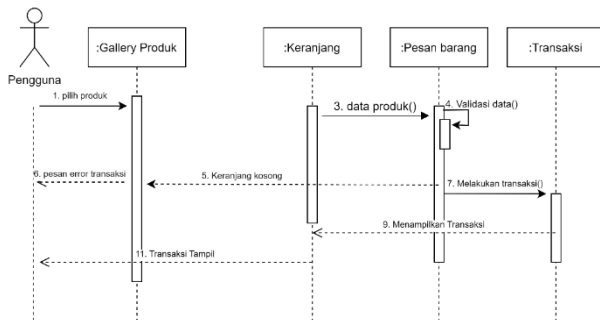 :Gallery Produk
:Keranjang
:Pesan barang
:Transaksi
Pengguna
1. pilih produk
3. data produk()
4. Validasi data()
5. Keranjang kosong
6. pesan error transaksi
7. Melakukan transaksi()
9. Menampilkan Transaksi
11. Transaksi Tampil